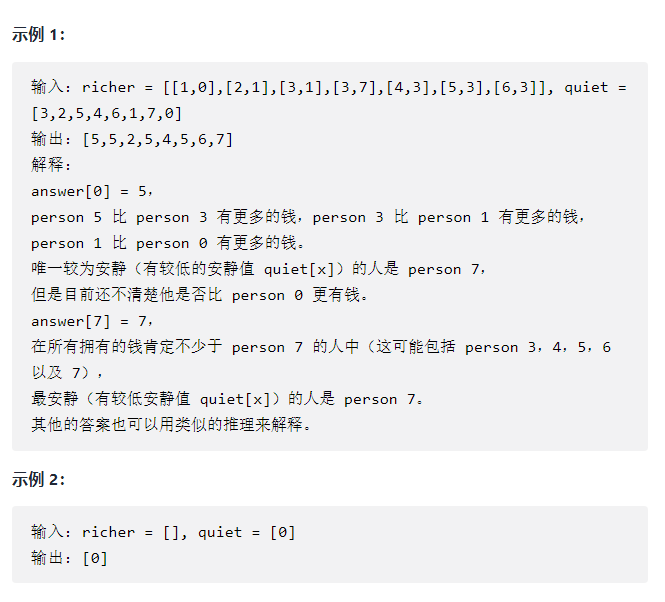 示例 1：
输入：richer = [[1,0],[2,1],[3,1],[3,7],[4,3],[5,3],[6,3]], quiet =
[3,2,5,4,6,1,7,0]
输出：[5,5,2,5,4,5,6,7]
解释：
answer[0] = 5，
person 5 比 person 3 有更多的钱，person 3 比 person 1 有更多的钱，
person 1 比 person 0 有更多的钱。
唯一较为安静（有较低的安静值 quiet[x]）的人是 person 7，
但是目前还不清楚他是否比 person 0 更有钱。
answer[7] = 7，
在所有拥有的钱肯定不少于 person 7 的人中（这可能包括 person 3，4，5，6
以及 7），
最安静（有较低安静值 quiet[x]）的人是 person 7。
其他的答案也可以用类似的推理来解释。
示例 2：
输入：richer = [], quiet = [0]
输出：[0]